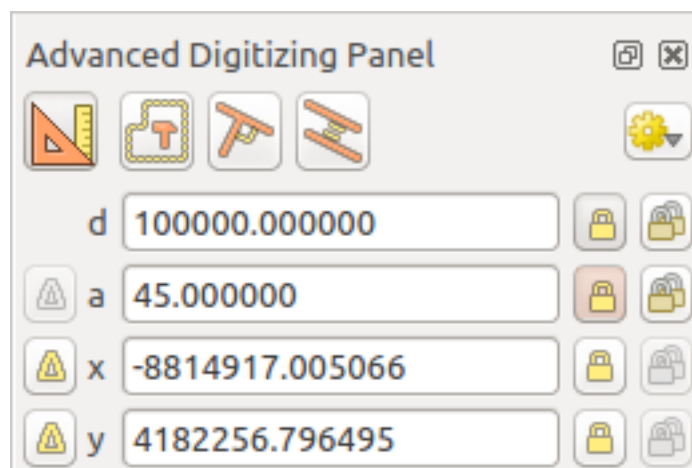 Advanced Digitizing Panel
d 100000.000000
a 45.000000
x -8814917.005066
y 4182256.796495